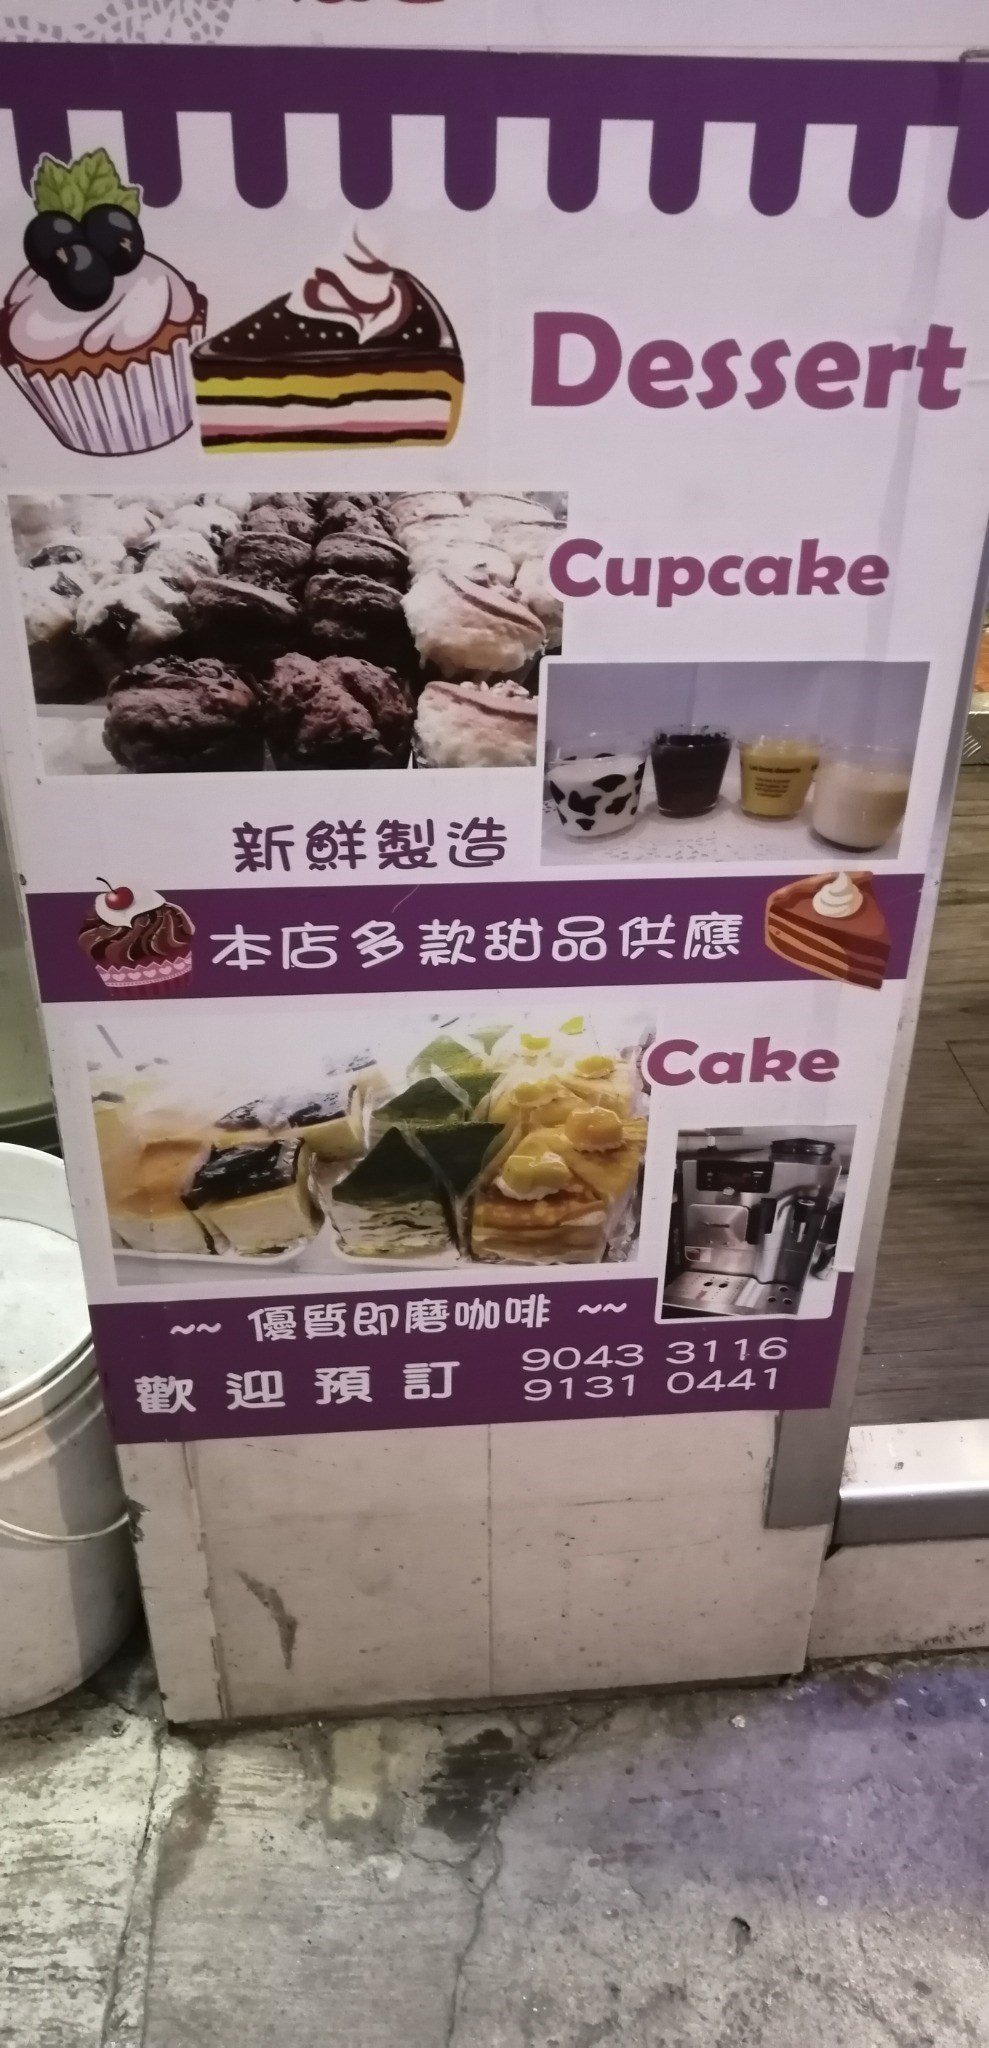 Dessert
Cupcake
新鮮製造
本店多款甜品供應
Cake
~~ 優質即磨咖啡 ~~
歡迎預訂
9043 3116
9131 0441